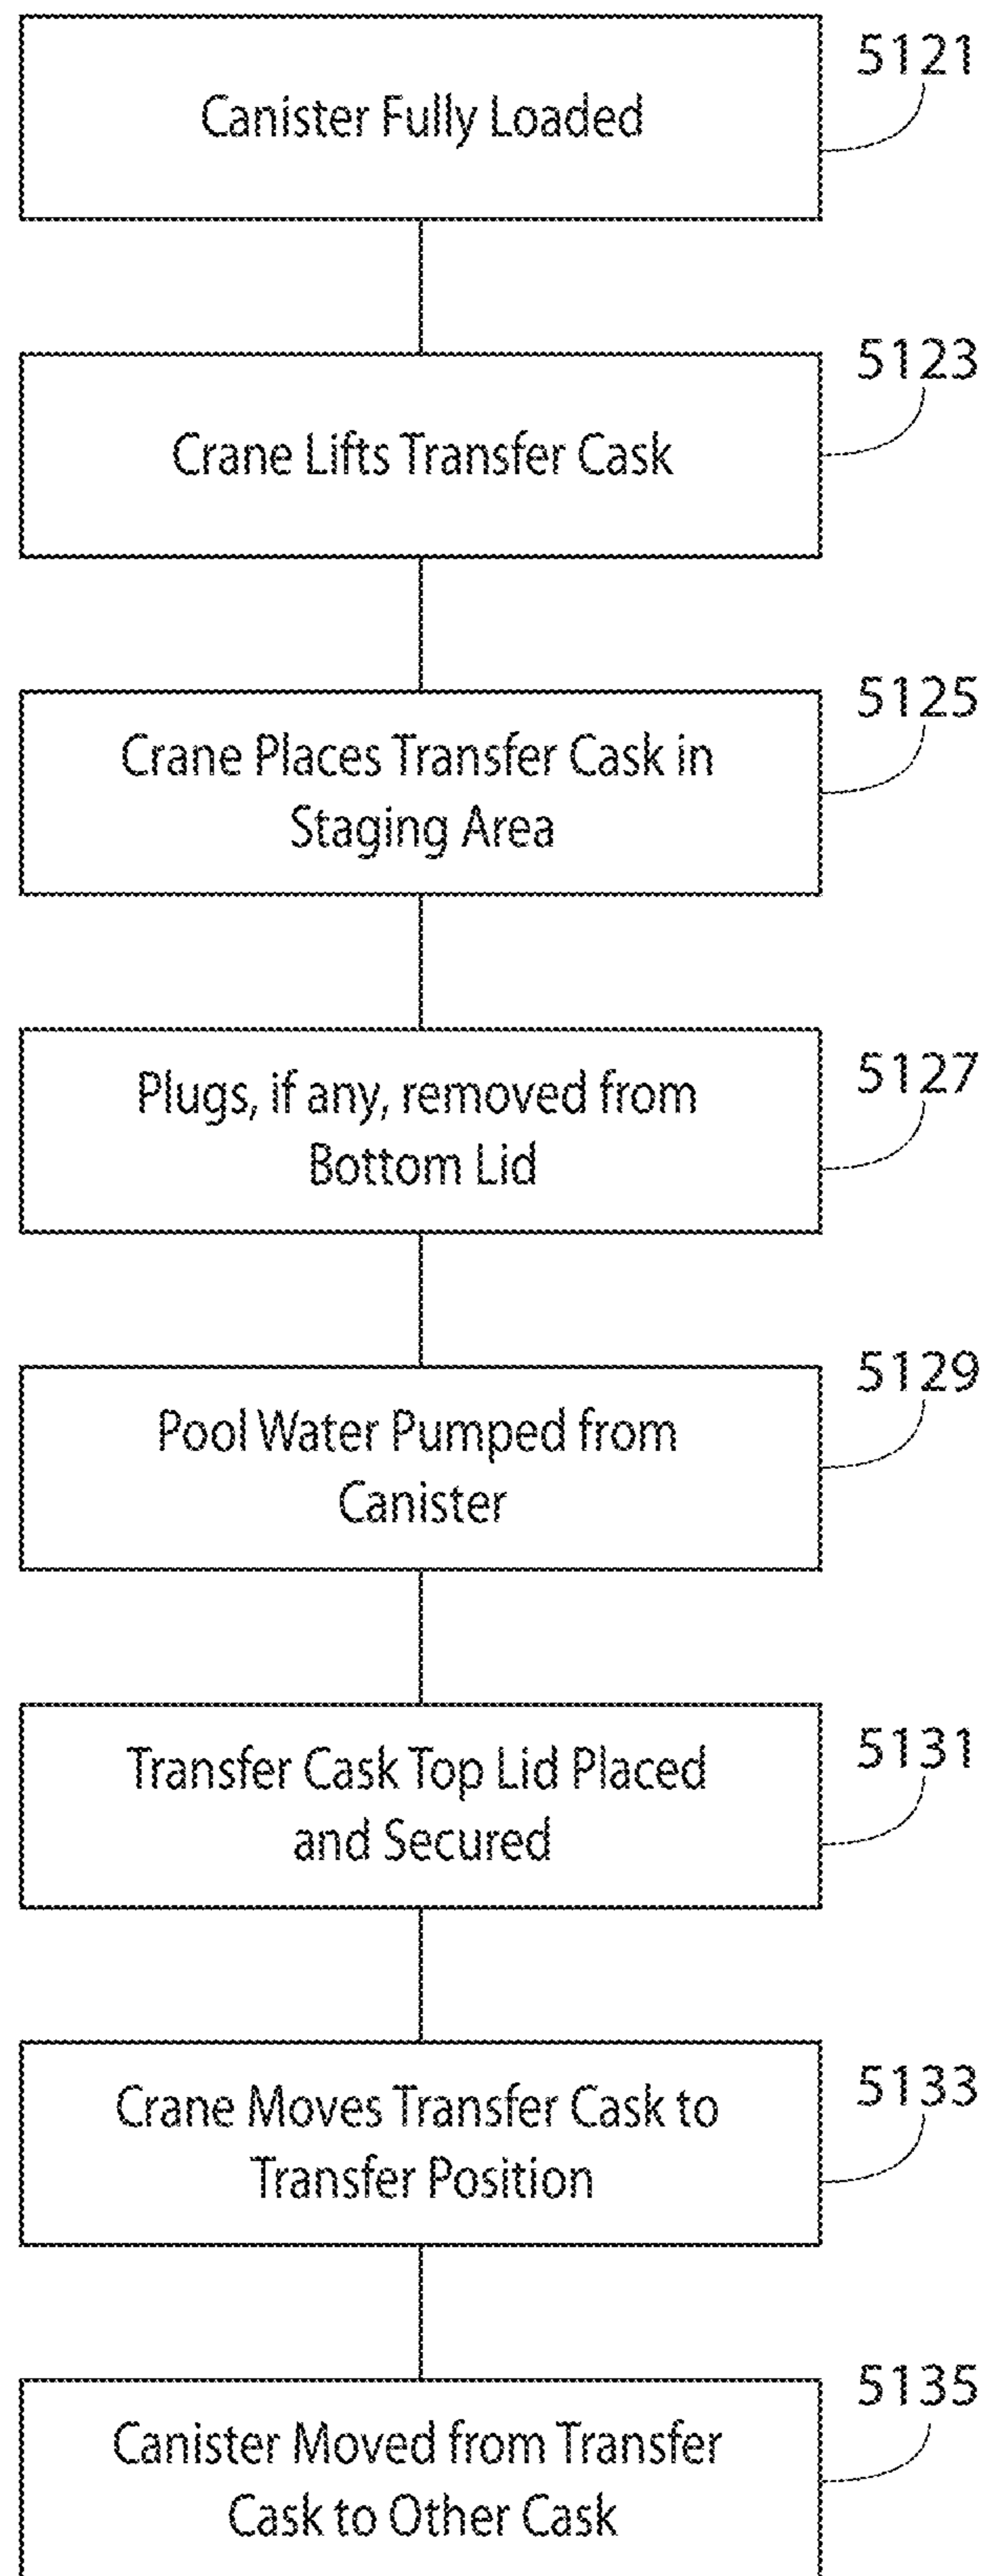 5121
Canister Fully Loaded
5123
Crane Lifts Transfer Cask
5125
Crane Places Transfer Cask in
Staging Area
5127
Plugs, if any, removed from
Bottom Lid
5129
Pool Water Pumped from
Canister
5131
Transfer Cask Top Lid Placed
and Secured
5133
Crane Moves Transfer Cask to
Transfer Position
5135
Canister Moved from Transfer
Cask to Other Cask